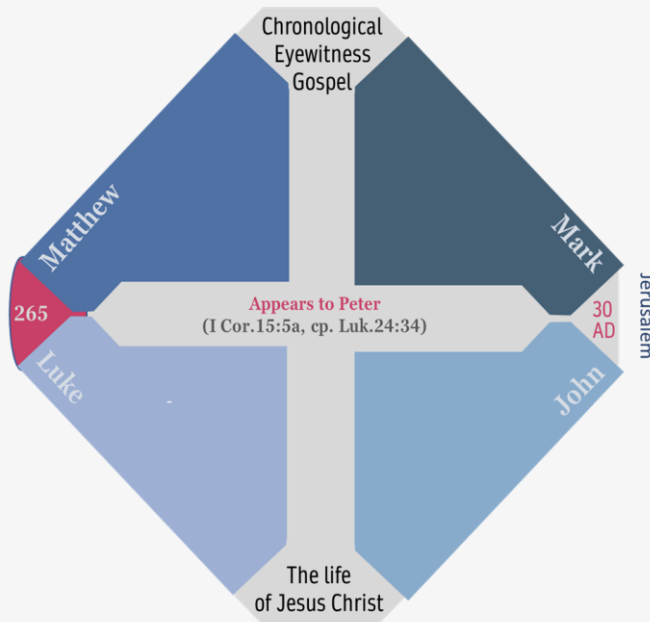 Chronological
Eyewitness
Gospel
Matthew
Mark
265
Appears to Peter
(I Cor.15:5a, cp. Luk.24:34)
30
AD
Jerusalem
Luke
John
The life
of Jesus Christ